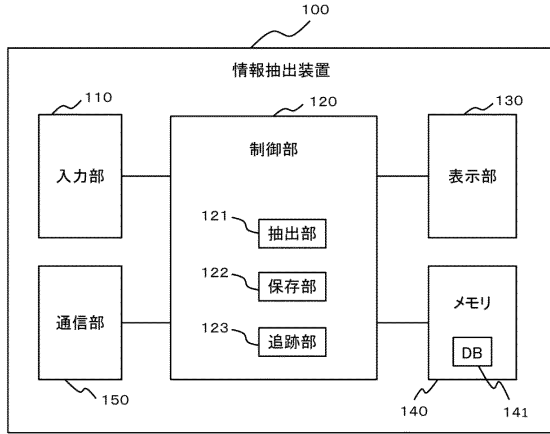 100
情報抽出装置
110
120
130
入力部
制御部
表示部
121
抽出部
122
保存部
123
追跡部
通信部
メモリ
DB
150
140
141